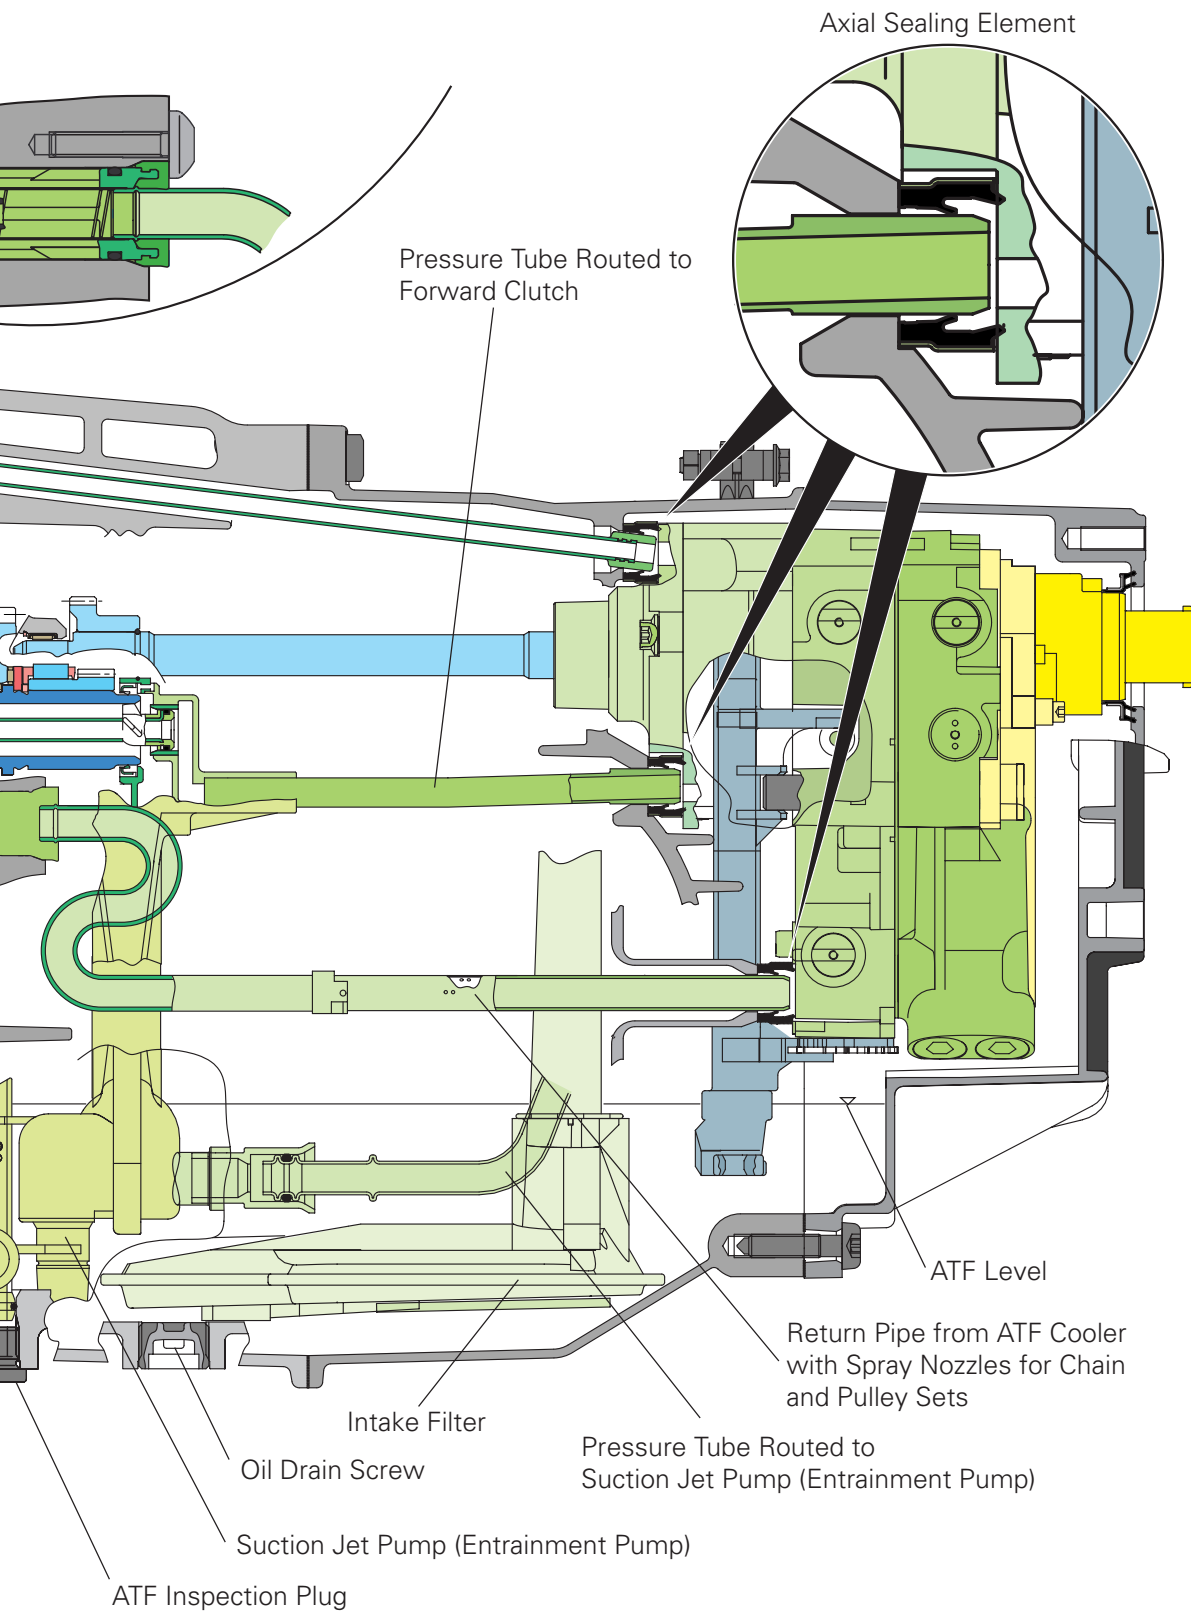 Axial Sealing Element
Pressure Tube Routed to
Forward Clutch
ATF Level
Return Pipe from ATF Cooler
with Spray Nozzles for Chain
and Pulley Sets
Intake Filter
Pressure Tube Routed to
Suction Jet Pump (Entrainment Pump)
Oil Drain Screw
Suction Jet Pump (Entrainment Pump)
ATF Inspection Plug